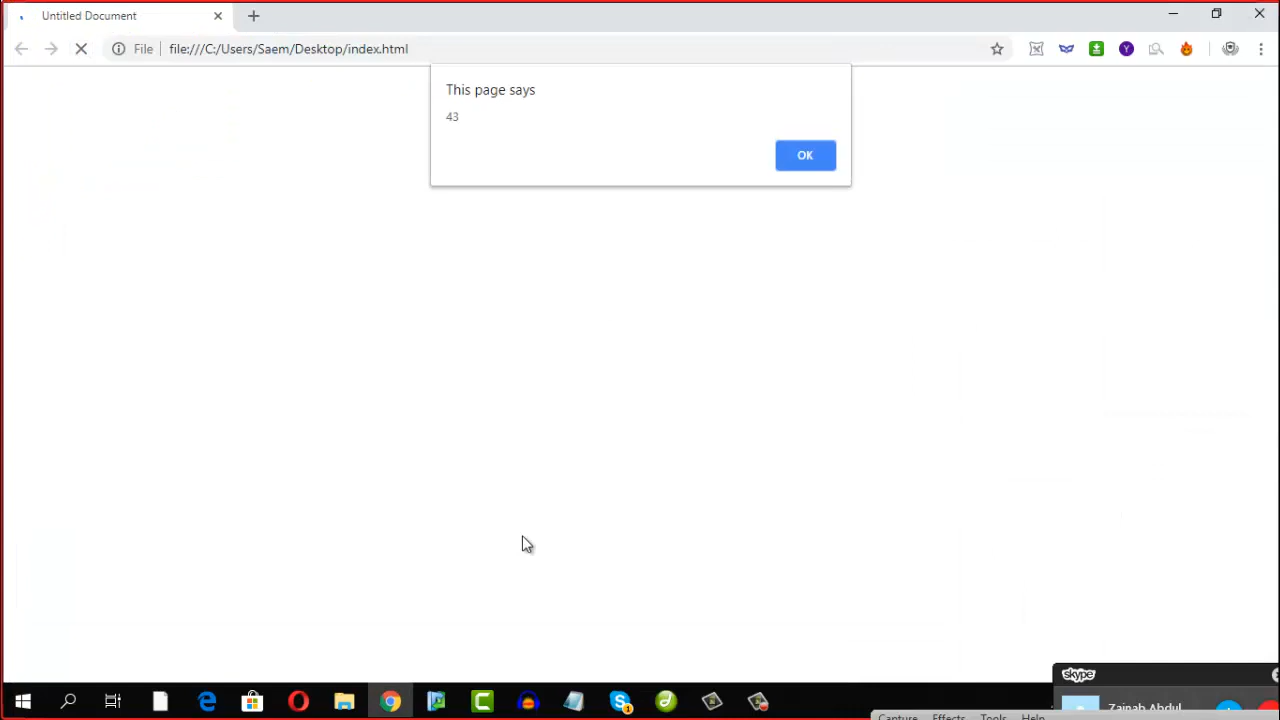 Untitled Document
File file:///C:/Users/Saem/Desktop/index.html
Y
This page says
43
OK
skype
Zainab Abdul
Capture Effects Tools Help